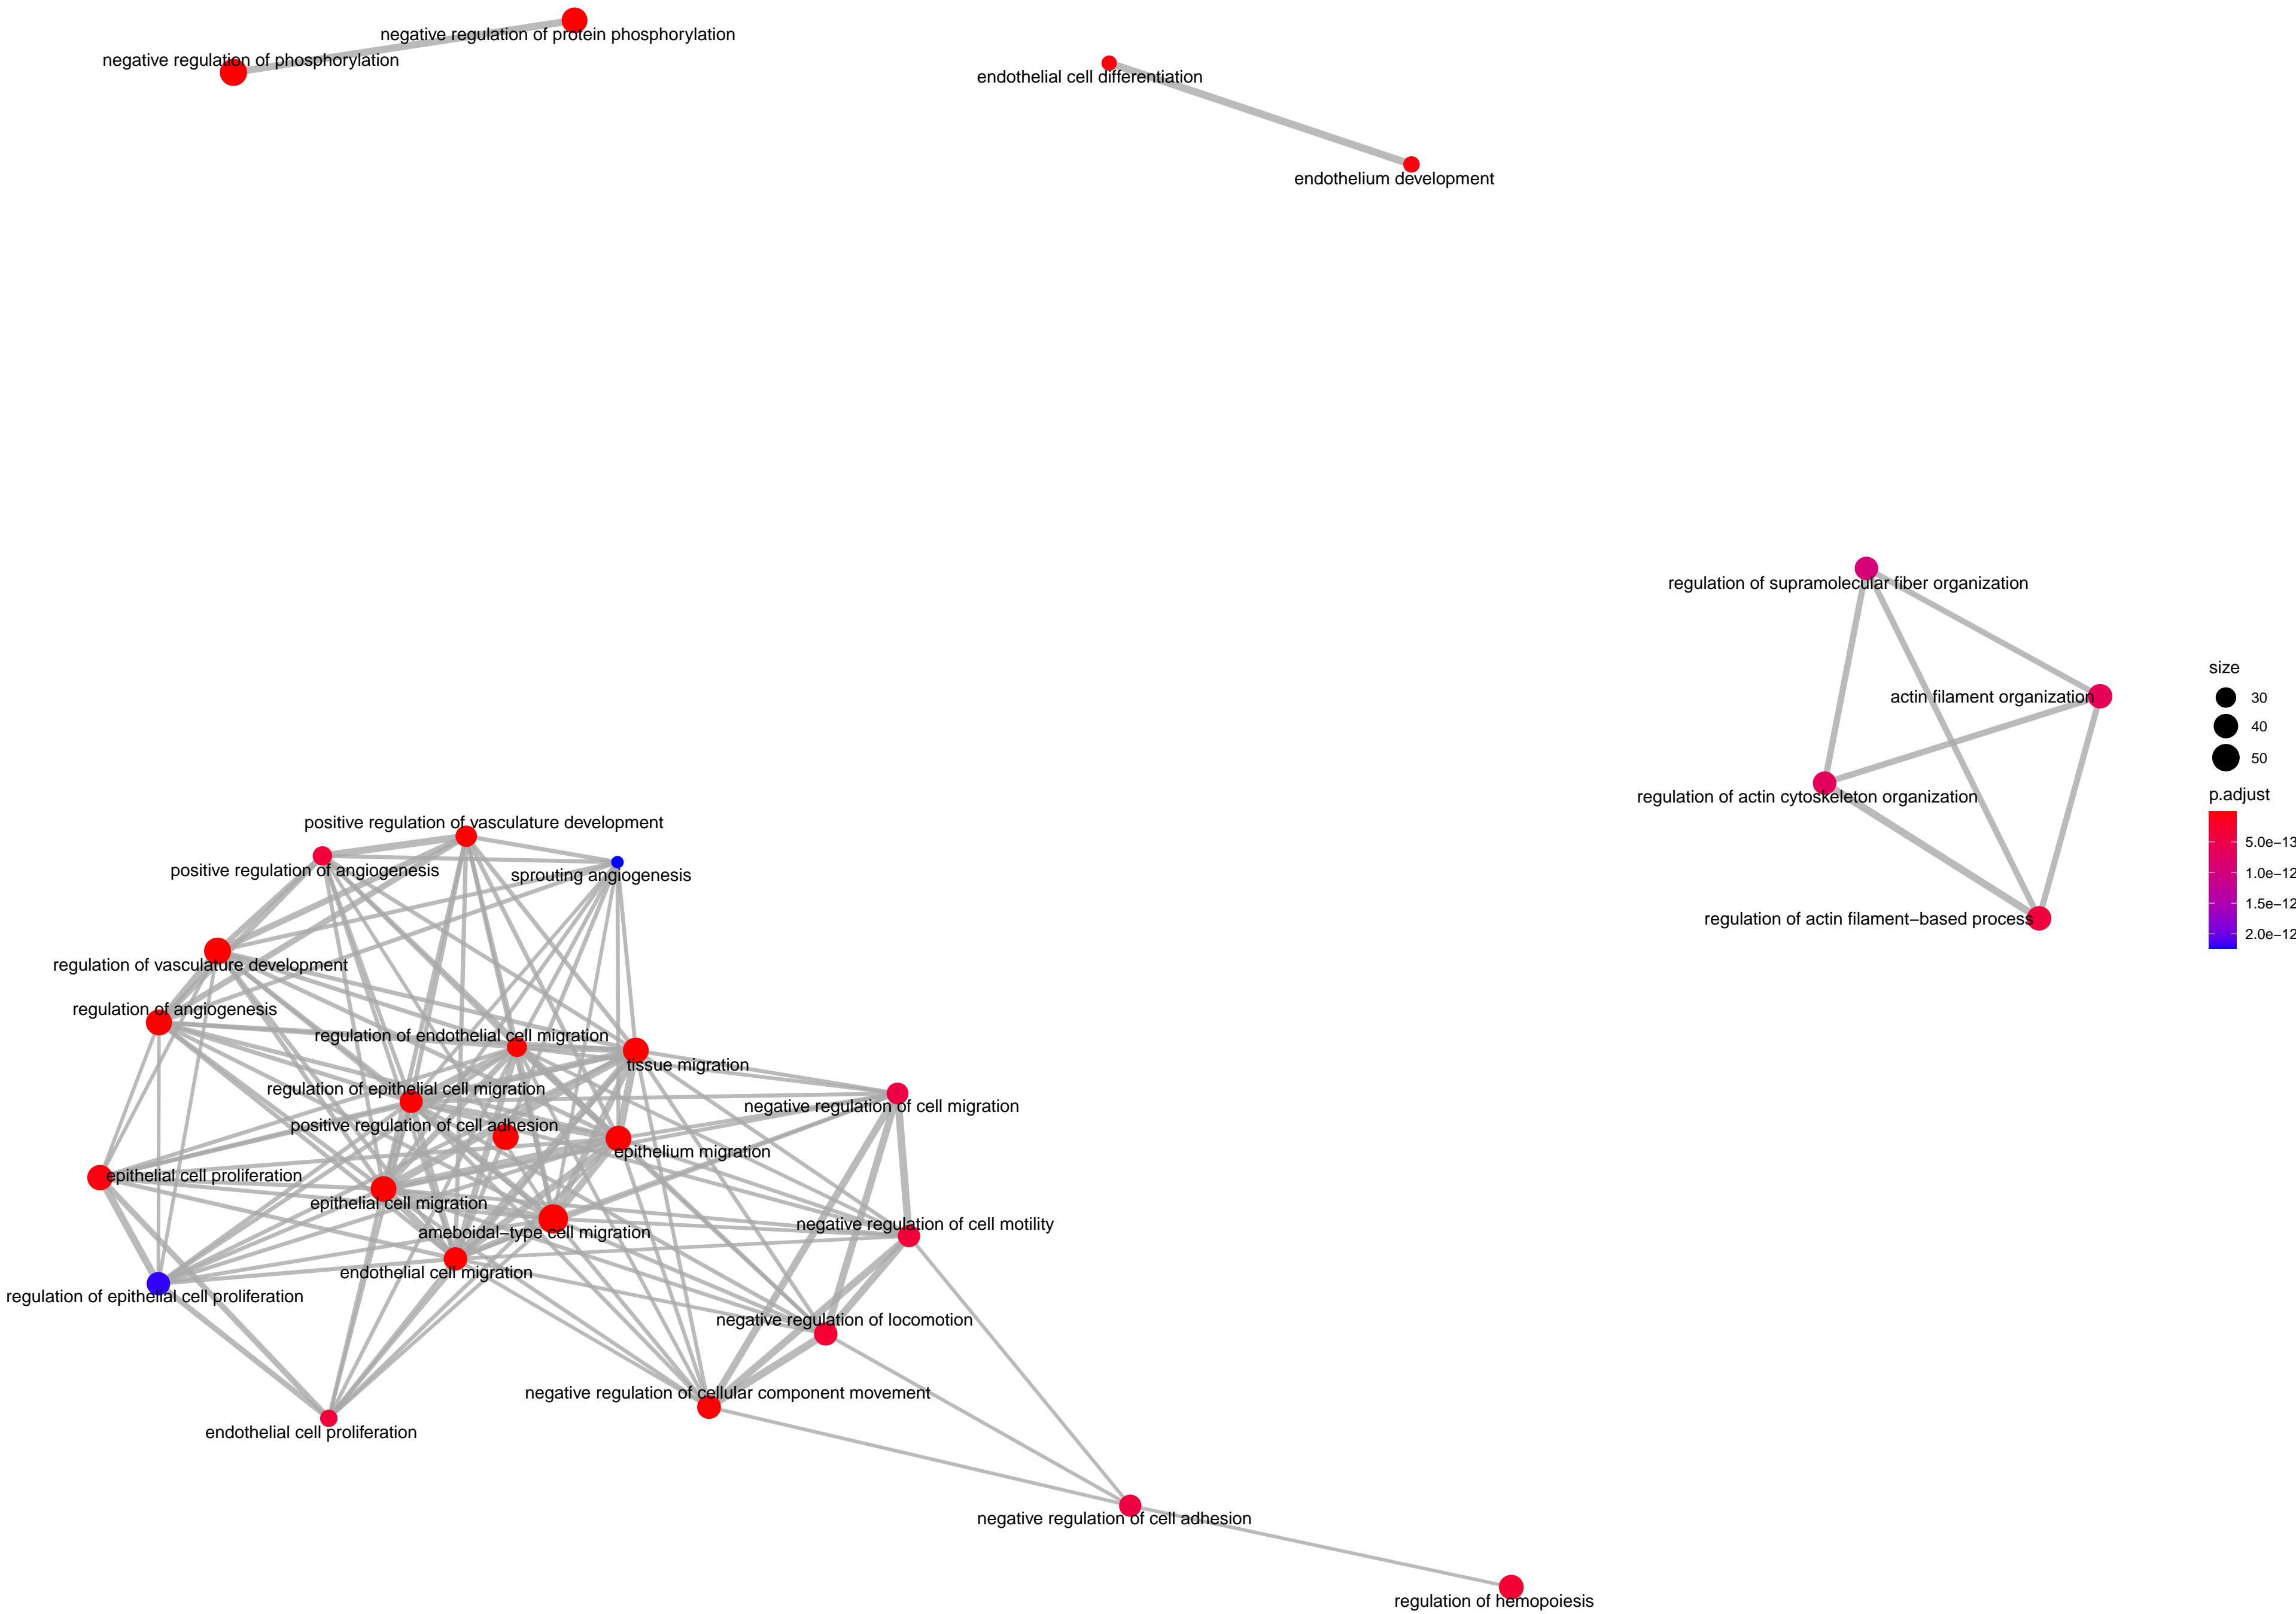 negative regulation of protein phosphorylation
negative regulation of phosphorylation
endothelial cell differentiation
endothelium development
regulation of supramolecular fiber organization
actin filament organization
regulation of actin cytoskeleton organization
regulation of actin filament−based process
size
30
40
50
p.adjust
5.0e−13
1.0e−12
1.5e−12
2.0e−12
positive regulation of vasculature development
positive regulation of angiogenesis
sprouting angiogenesis
regulation of vasculature development
regulation of angiogenesis
regulation of endothelial cell migration
tissue migration
regulation of epithelial cell migration
negative regulation of cell migration
positive regulation of cell adhesion
epithelium migration
epithelial cell proliferation
epithelial cell migration
negative regulation of cell motility
ameboidal−type cell migration
endothelial cell migration
regulation of epithelial cell proliferation
negative regulation of locomotion
negative regulation of cellular component movement
endothelial cell proliferation
negative regulation of cell adhesion
regulation of hemopoiesis